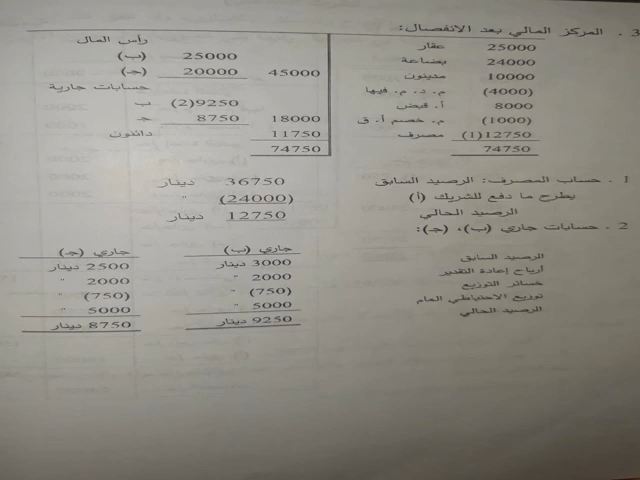 3 . المركز المالي بعد الانفصال:
25000 عقار
24000 بضاعة
10000 مدينون
(4000) م. د. م. فيها
8000 أ. قبض
(1000) م. خصم أ. ق
(1)12750 مصرف
74750
رأس المال
25000 (ب)
45000 20000 (جـ)
حسابات جارية
(2)9250 ب
18000 8750 جـ
11750 دائنون
74750
1 . حساب المصرف: الرصيد السابق 36750 دينار
يطرح ما دفع للشريك (أ) (24000) "
الرصيد الحالي 12750 دينار
2 . حسابات جاري (ب)، (جـ):
جاري (ب) جاري (جـ)
الرصيد السابق 3000 دينار 2500 دينار
أرباح إعادة التقدير 2000 " 2000 "
خسائر التوزيع (750) " (750) "
توزيع الاحتياطي العام 5000 " 5000 "
الرصيد الحالي 9250 دينار 8750 دينار